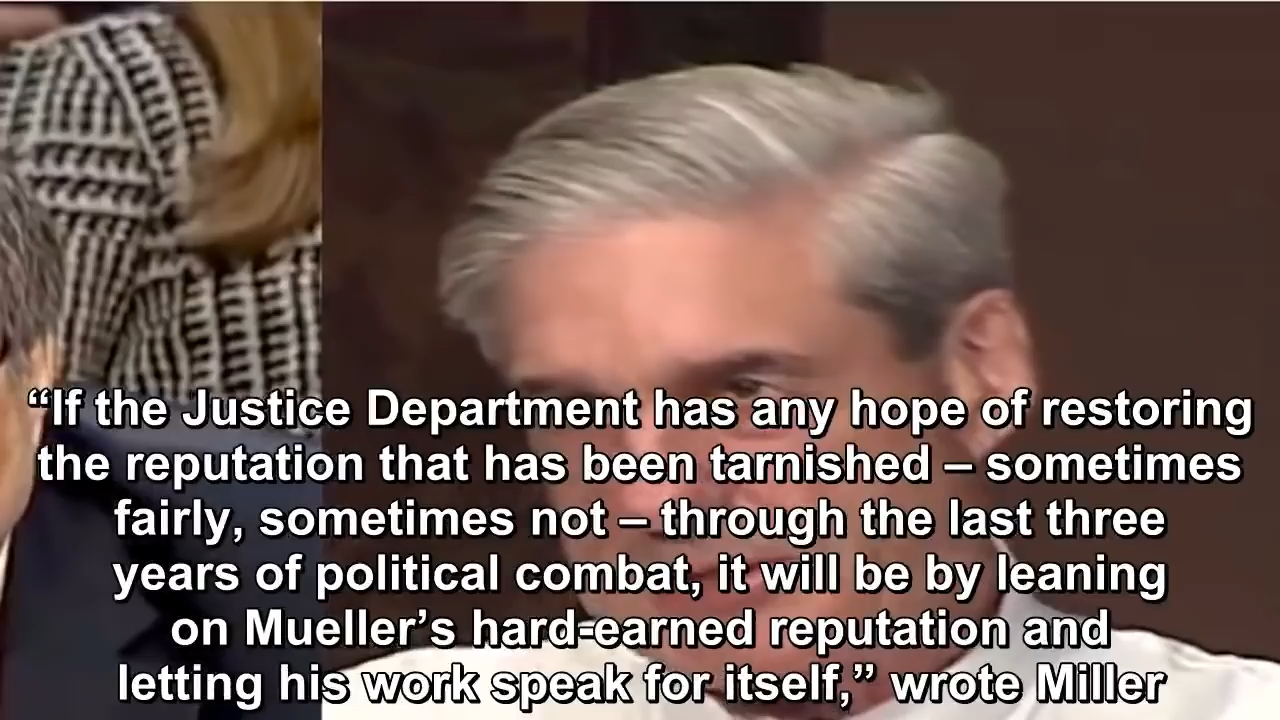 “If the Justice Department has any hope of restoring
the reputation that has been tarnished – sometimes
fairly, sometimes not – through the last three
years of political combat, it will be by leaning
on Mueller’s hard-earned reputation and
letting his work speak for itself,” wrote Miller